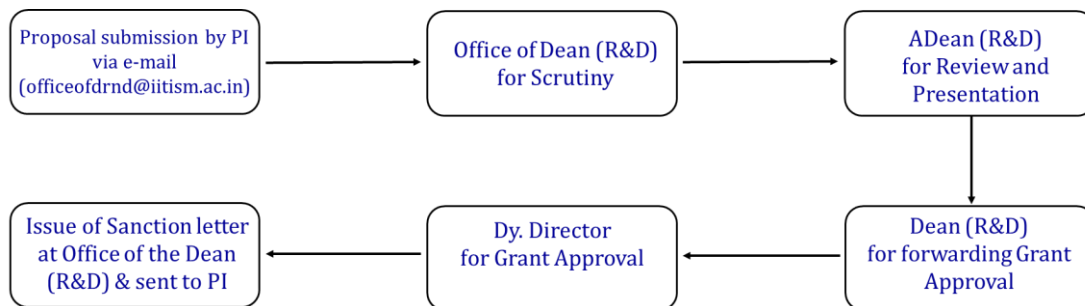 Proposal submission by PI
via e-mail
(officeofdrnd@iitism.ac.in)
Office of Dean (R&D)
for Scrutiny
ADean (R&D)
for Review and
Presentation
Dean (R&D)
for forwarding Grant
Approval
Dy. Director
for Grant Approval
Issue of Sanction letter
at Office of the Dean
(R&D) & sent to PI